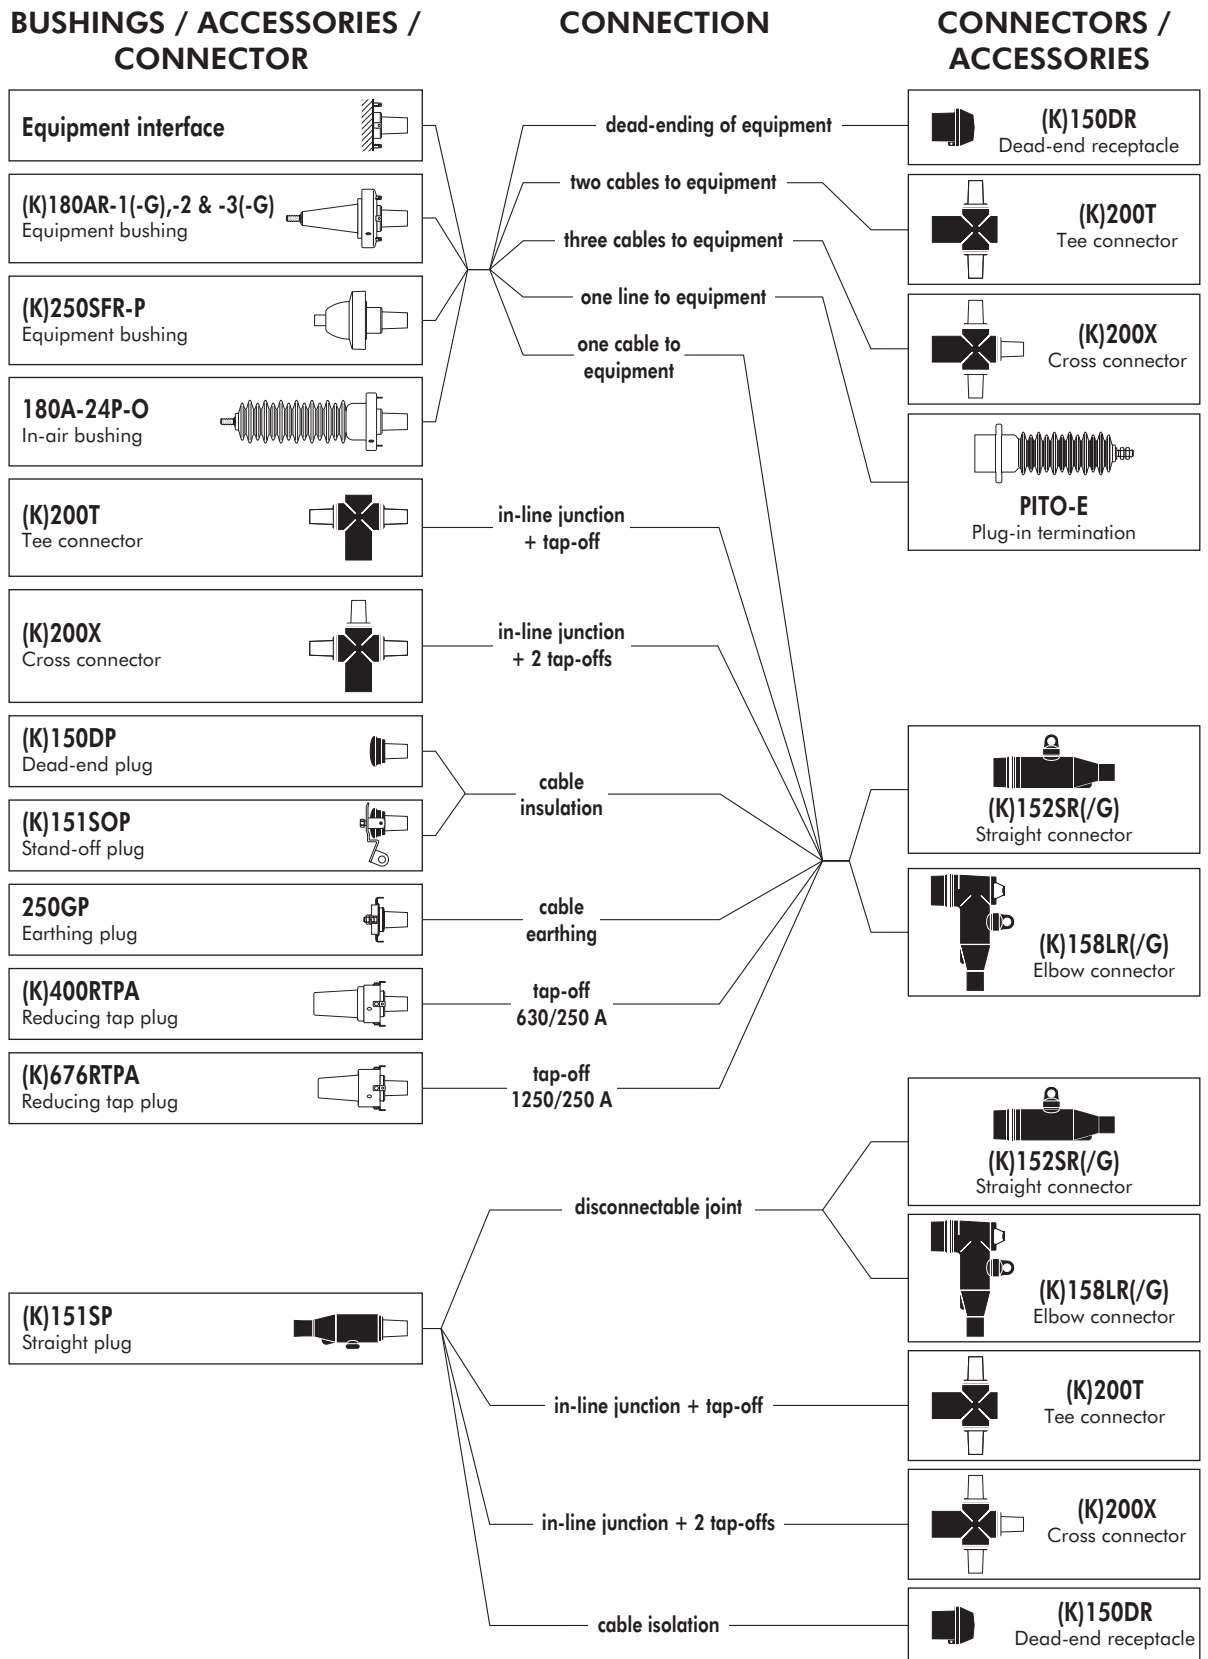 BUSHINGS / ACCESSORIES /
CONNECTOR
CONNECTION
CONNECTORS /
ACCESSORIES
Equipment interface
(K)180AR-1(-G),-2 & -3(-G)
Equipment bushing
(K)250SFR-P
Equipment bushing
180A-24P-O
In-air bushing
(K)200T
Tee connector
(K)200X
Cross connector
(K)150DP
Dead-end plug
(K)151SOP
Stand-off plug
250GP
Earthing plug
(K)400RTPA
Reducing tap plug
(K)676RTPA
Reducing tap plug
(K)151SP
Straight plug
dead-ending of equipment
two cables to equipment
three cables to equipment
one line to equipment
one cable to
equipment
in-line junction
+ tap-off
in-line junction
+ 2 tap-offs
cable
insulation
cable
earthing
tap-off
630/250 A
tap-off
1250/250 A
disconnectable joint
in-line junction + tap-off
in-line junction + 2 tap-offs
cable isolation
(K)150DR
Dead-end receptacle
(K)200T
Tee connector
(K)200X
Cross connector
PITO-E
Plug-in termination
(K)152SR(/G)
Straight connector
(K)158LR(/G)
Elbow connector
(K)152SR(/G)
Straight connector
(K)158LR(/G)
Elbow connector
(K)200T
Tee connector
(K)200X
Cross connector
(K)150DR
Dead-end receptacle